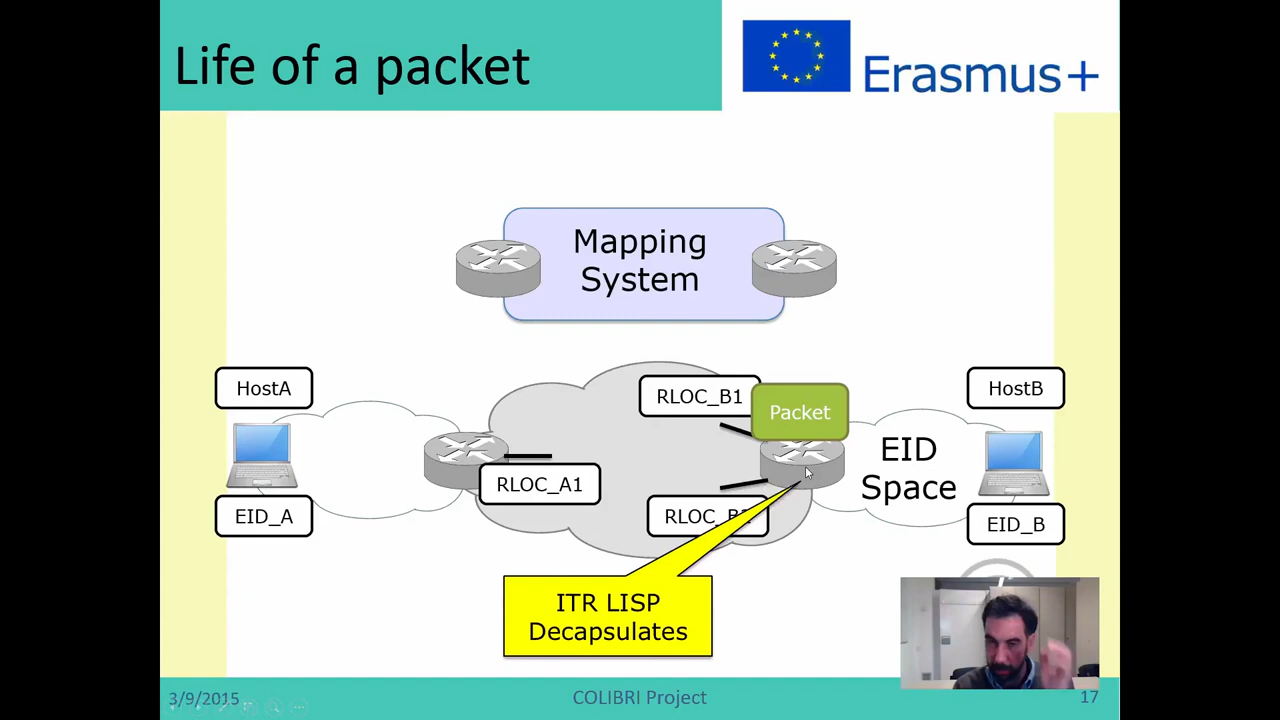 Life of a packet
Erasmus+
Mapping
System
HostA
RLOC_B1
Packet
HostB
EID
Space
RLOC_A1
EID_A
RLOC_B2
EID_B
ITR LISP
Decapsulates
3/9/2015
COLIBRI Project
17